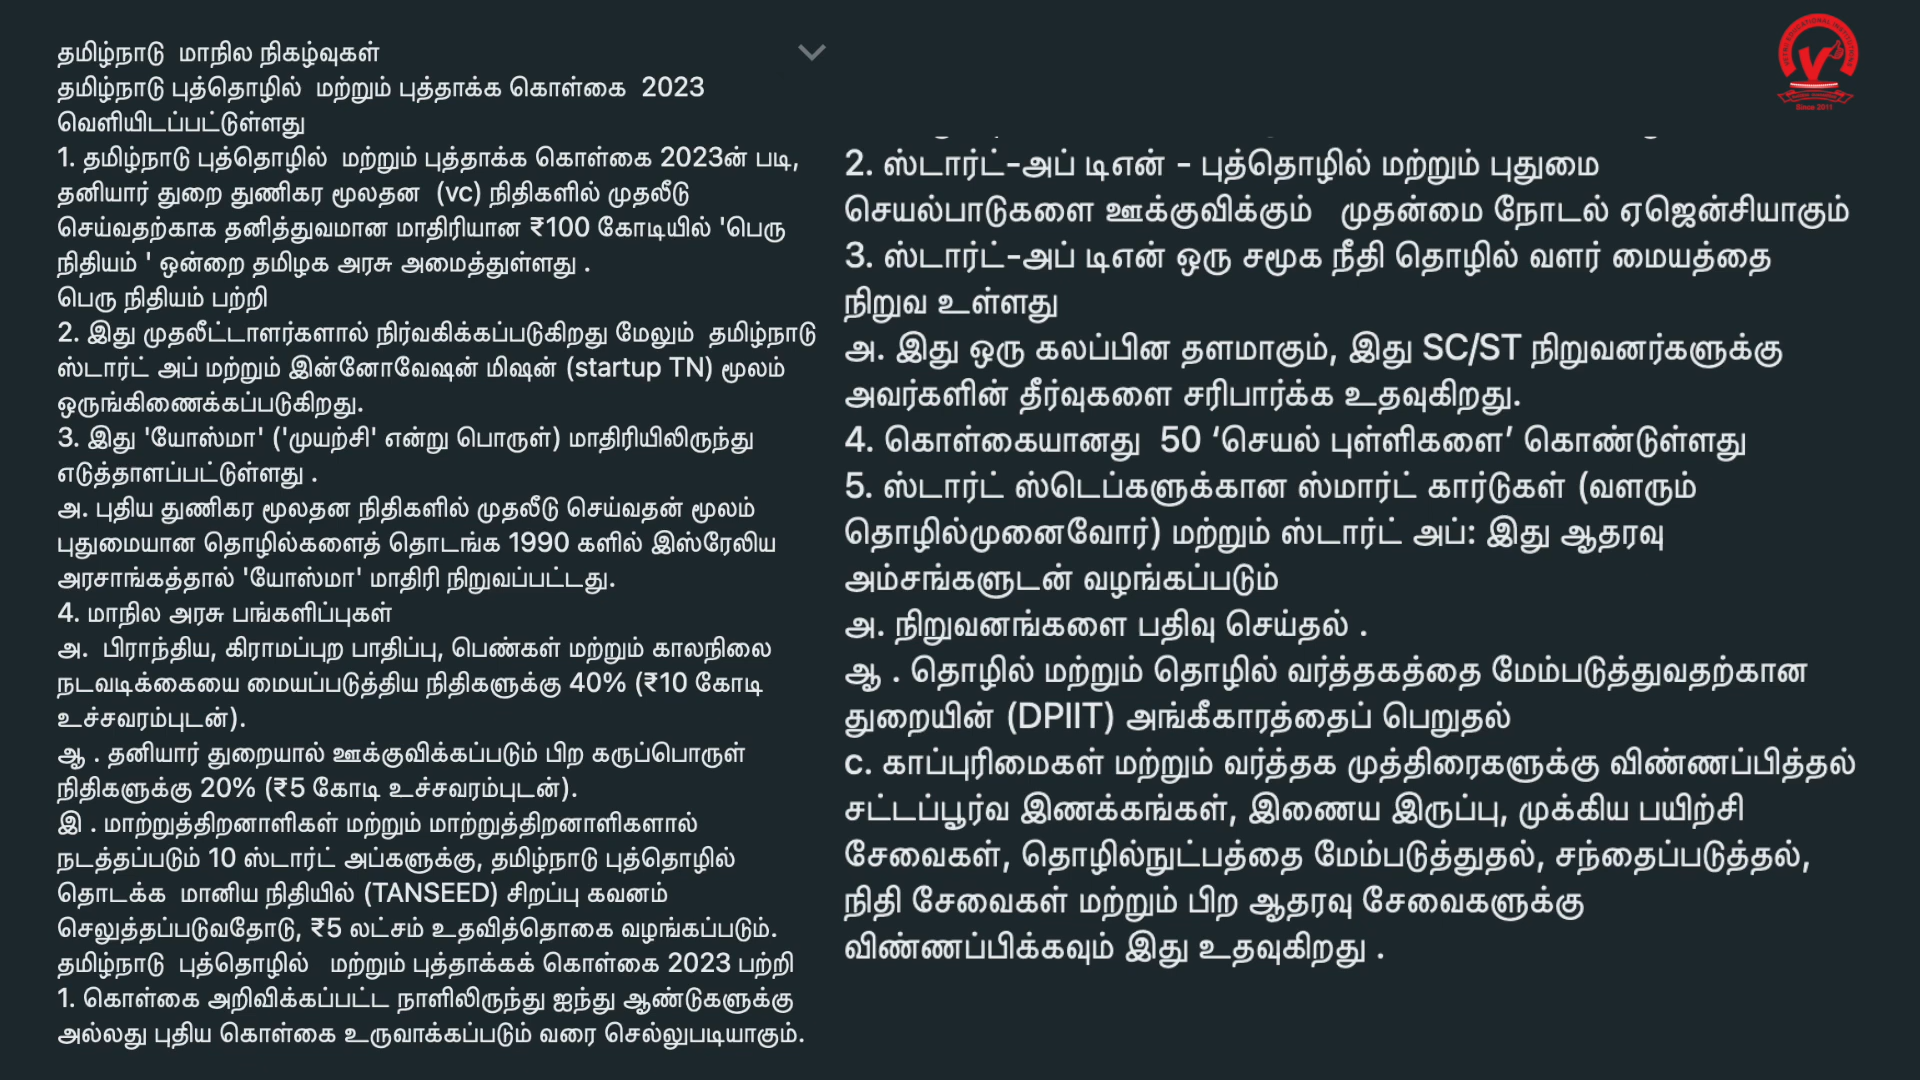 தமிழ்நாடு மாநில நிகழ்வுகள்
தமிழ்நாடு புத்தொழில் மற்றும் புத்தாக்க கொள்கை 2023
வெளியிடப்பட்டுள்ளது
1. தமிழ்நாடு புத்தொழில் மற்றும் புத்தாக்க கொள்கை 2023ன் படி,
தனியார் துறை துணிகர மூலதன (vc) நிதிகளில் முதலீடு
செய்வதற்காக தனித்துவமான மாதிரியான ₹100 கோடியில் 'பெரு
நிதியம் ' ஒன்றை தமிழக அரசு அமைத்துள்ளது .
பெரு நிதியம் பற்றி
2. இது முதலீட்டாளர்களால் நிர்வகிக்கப்படுகிறது மேலும் தமிழ்நாடு
ஸ்டார்ட் அப் மற்றும் இன்னோவேஷன் மிஷன் (startup TN) மூலம்
ஒருங்கிணைக்கப்படுகிறது.
3. இது 'யோஸ்மா' ('முயற்சி' என்று பொருள்) மாதிரியிலிருந்து
எடுத்தாளப்பட்டுள்ளது .
அ. புதிய துணிகர மூலதன நிதிகளில் முதலீடு செய்வதன் மூலம்
புதுமையான தொழில்களைத் தொடங்க 1990 களில் இஸ்ரேலிய
அரசாங்கத்தால் 'யோஸ்மா' மாதிரி நிறுவப்பட்டது.
4. மாநில அரசு பங்களிப்புகள்
அ. பிராந்திய, கிராமப்புற பாதிப்பு, பெண்கள் மற்றும் காலநிலை
நடவடிக்கையை மையப்படுத்திய நிதிகளுக்கு 40% (₹10 கோடி
உச்சவரம்புடன்).
ஆ . தனியார் துறையால் ஊக்குவிக்கப்படும் பிற கருப்பொருள்
நிதிகளுக்கு 20% (₹5 கோடி உச்சவரம்புடன்).
இ . மாற்றுத்திறனாளிகள் மற்றும் மாற்றுத்திறனாளிகளால்
நடத்தப்படும் 10 ஸ்டார்ட் அப்களுக்கு, தமிழ்நாடு புத்தொழில்
தொடக்க மானிய நிதியில் (TANSEED) சிறப்பு கவனம்
செலுத்தப்படுவதோடு, ₹5 லட்சம் உதவித்தொகை வழங்கப்படும்.
தமிழ்நாடு புத்தொழில் மற்றும் புத்தாக்கக் கொள்கை 2023 பற்றி
1. கொள்கை அறிவிக்கப்பட்ட நாளிலிருந்து ஐந்து ஆண்டுகளுக்கு
அல்லது புதிய கொள்கை உருவாக்கப்படும் வரை செல்லுபடியாகும்.
2. ஸ்டார்ட்-அப் டிஎன் - புத்தொழில் மற்றும் புதுமை
செயல்பாடுகளை ஊக்குவிக்கும் முதன்மை நோடல் ஏஜென்சியாகும்
3. ஸ்டார்ட்-அப் டிஎன் ஒரு சமூக நீதி தொழில் வளர் மையத்தை
நிறுவ உள்ளது
அ. இது ஒரு கலப்பின தளமாகும், இது SC/ST நிறுவனர்களுக்கு
அவர்களின் தீர்வுகளை சரிபார்க்க உதவுகிறது.
4. கொள்கையானது 50 ‘செயல் புள்ளிகளை’ கொண்டுள்ளது
5. ஸ்டார்ட் ஸ்டெப்களுக்கான ஸ்மார்ட் கார்டுகள் (வளரும்
தொழில்முனைவோர்) மற்றும் ஸ்டார்ட் அப்: இது ஆதரவு
அம்சங்களுடன் வழங்கப்படும்
அ. நிறுவனங்களை பதிவு செய்தல் .
ஆ . தொழில் மற்றும் தொழில் வர்த்தகத்தை மேம்படுத்துவதற்கான
துறையின் (DPIIT) அங்கீகாரத்தைப் பெறுதல்
c. காப்புரிமைகள் மற்றும் வர்த்தக முத்திரைகளுக்கு விண்ணப்பித்தல்
சட்டப்பூர்வ இணக்கங்கள், இணைய இருப்பு, முக்கிய பயிற்சி
சேவைகள், தொழில்நுட்பத்தை மேம்படுத்துதல், சந்தைப்படுத்தல்,
நிதி சேவைகள் மற்றும் பிற ஆதரவு சேவைகளுக்கு
விண்ணப்பிக்கவும் இது உதவுகிறது .
Since 2011